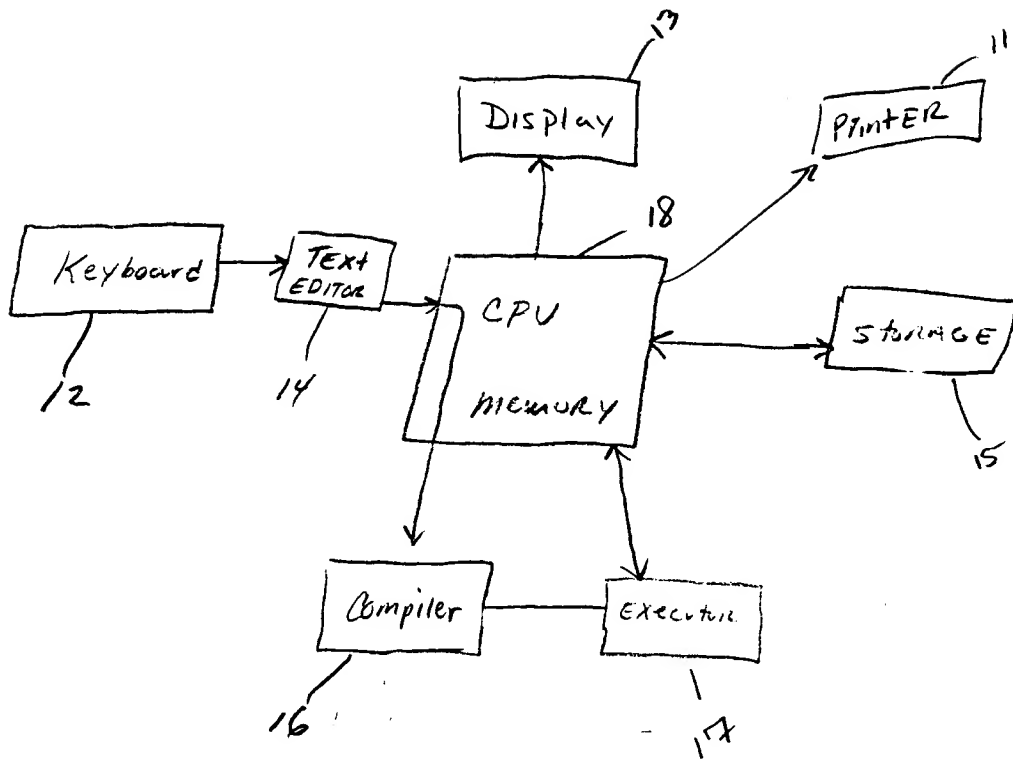 13
11
Display
PrintER
18
Keyboard
TEXT
EDITOR
CPU
STORAGE
12
14
MEMORY
15
Compiler
EXecutor
16
17